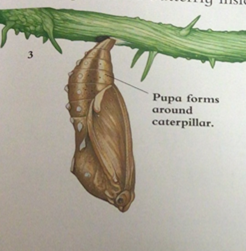 3
Pupa forms
around
caterpillar.